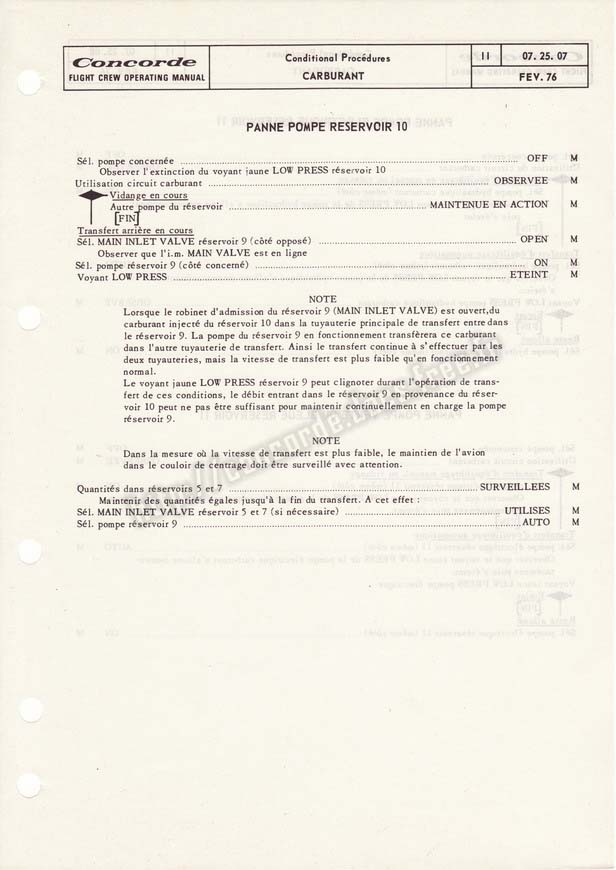 Concorde
FLIGHT CREW OPERATING MANUAL
Conditional Procédures
CARBURANT
11
07. 25. 07
FEV. 76
PANNE POMPE RESERVOIR 10
Sél. pompe concernée ........ OFF M
Observer l'extinction du voyant jaune LOW PRESS réservoir 10
Utilisation circuit carburant ........ OBSERVEE M
Vidange en cours
Autre pompe du réservoir ........ MAINTENUE EN ACTION M
[FIN]
Transfert arrière en cours
Sél. MAIN INLET VALVE réservoir 9 (côté opposé) ........ OPEN M
Observer que l'i.m. MAIN VALVE est en ligne
Sél. pompe réservoir 9 (côté concerné) ........ ON M
Voyant LOW PRESS ........ ETEINT M
NOTE
Lorsque le robinet d'admission du réservoir 9 (MAIN INLET VALVE) est ouvert,du
carburant injecté du réservoir 10 dans la tuyauterie principale de transfert entre dans
le réservoir 9. La pompe du réservoir 9 en fonctionnement transfèrera ce carburant
dans l'autre tuyauterie de transfert. Ainsi le transfert continue à s'effectuer par les
deux tuyauteries, mais la vitesse de transfert est plus faible qu'en fonctionnement
normal.
Le voyant jaune LOW PRESS réservoir 9 peut clignoter durant l'opération de trans-
fert de ces conditions, le débit entrant dans le réservoir 9 en provenance du réser-
voir 10 peut ne pas être suffisant pour maintenir continuellement en charge la pompe
réservoir 9.
NOTE
Dans la mesure où la vitesse de transfert est plus faible, le maintien de l'avion
dans le couloir de centrage doit être surveillé avec attention.
Quantités dans réservoirs 5 et 7 ........ SURVEILLEES M
Maintenir des quantités égales jusqu'à la fin du transfert. A cet effet :
Sél. MAIN INLET VALVE réservoir 5 et 7 (si nécessaire) ........ UTILISES M
Sél. pompe réservoir 9 ........ AUTO M